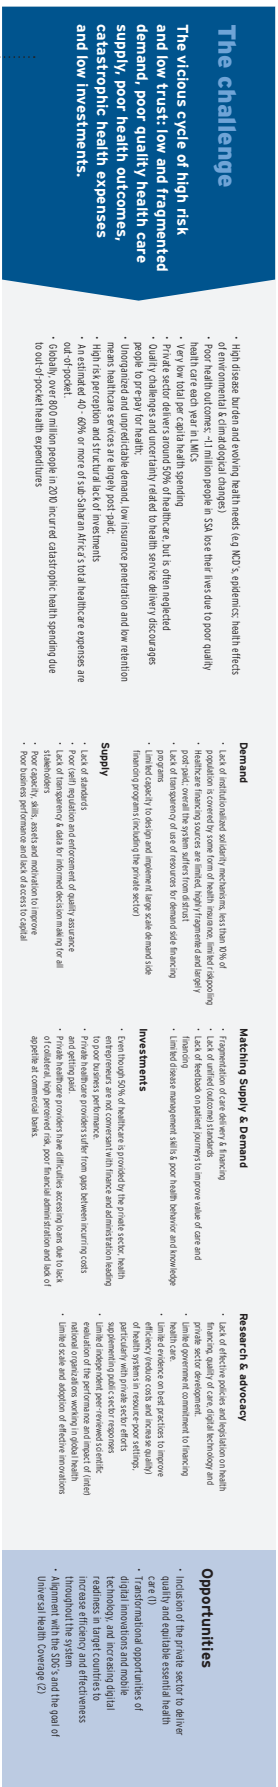 The challenge
The vicious cycle of high risk
and low trust: low and fragmented
demand, poor quality health care
supply, poor health outcomes,
catastrophic health expenses
and low investments.
• High disease burden and evolving health needs (e.g. NCD's, epidemics, health effects
of environmental & climatological changes)
• Poor health outcomes; ~1 million people in SSA lose their lives due to poor quality
health care each year in LMICs
• Very low total per capita health spending
• Private sector delivers around 50% of healthcare, but is often neglected
• Quality challenges and uncertainty related to health service delivery discourages
people to pre-pay for health;
• Unorganized and unpredictable demand, low insurance penetration and low retention
means healthcare services are largely post-paid;
• High risk perception and structural lack of investments
• An estimated 40 - 60% or more of sub-Saharan Africa's total healthcare expenses are
out-of-pocket.
• Globally, over 800 million people in 2010 incurred catastrophic health spending due
to out-of-pocket health expenditures
Demand
• Lack of institutionalised solidarity mechanisms, less than 10% of
population is covered by some form of health insurance, limited risk pooling
• Healthcare financing sources are limited, highly fragmented and largely
post-paid, overall the system suffers from distrust
• Lack of transparency of use of resources for demand side financing
programs
• Limited capacity to design and implement large scale demand side
financing programs (including the private sector)
Supply
• Lack of standards
• Poor (self) regulation and enforcement of quality assurance
• Lack of transparency & data for informed decision making for all
stakeholders
• Poor capacity, skills, assets and motivation to improve
• Poor business performance and lack of access to capital
Matching Supply & Demand
• Fragmentation of care delivery & financing
• Lack of unified (outcome) standards
• Lack of feedback on patient journeys to improve value of care and
financing
• Limited disease management skills & poor health behavior and knowledge
Investments
• Even though 50% of healthcare is provided by the private sector, health
entrepreneurs are not conversant with finance and administration leading
to poor business performance.
• Private healthcare providers suffer from gaps between incurring costs
and getting paid.
• Private healthcare providers have difficulties accessing loans due to lack
of collateral, high perceived risk, poor financial administration and lack of
appetite at commercial banks.
Research & advocacy
• Lack of effective policies and legislation on health
financing, quality of care, digital technology and
private sector development.
• Limited government commitment to financing
health care.
• Limited evidence on best practices to improve
efficiency (reduce costs and increase quality)
of health systems in resource-poor settings,
particularly with private sector efforts
supplementing public sector responses
• Limited independent peer-reviewed scientific
evaluation of the performance and impact of (inter)
national organizations working in global health
• Limited scale and adoption of effective innovations
Opportunities
• Inclusion of the private sector to deliver
quality and equitable essential health
care (1)
• Transformational opportunities of
digital innovations and mobile
technology, and increasing digital
readiness in target countries to
increase efficiency and effectiveness
throughout the system
• Alignment with the SDG's and the goal of
Universal Health Coverage (2)